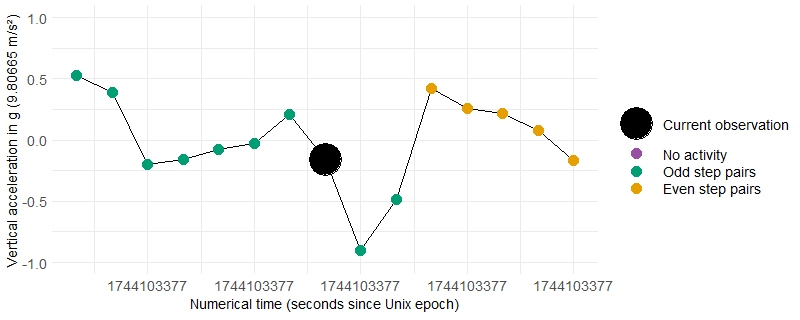 Vertical acceleration in g (9.80665 m/s²)
1.0
0.5
0.0
-0.5
-1.0
1744103377 1744103377 1744103377 1744103377 1744103377
Numerical time (seconds since Unix epoch)
Current observation
No activity
Odd step pairs
Even step pairs